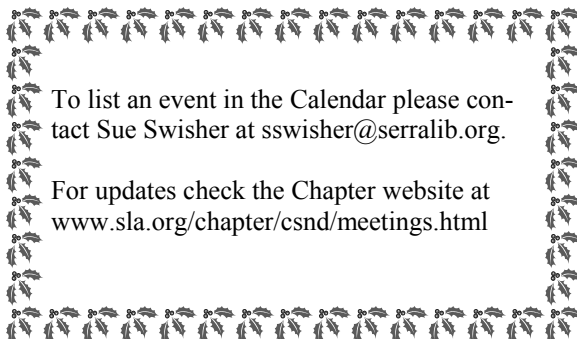 To list an event in the Calendar please con-
tact Sue Swisher at sswisher@serralib.org.
For updates check the Chapter website at
www.sla.org/chapter/csnd/meetings.html